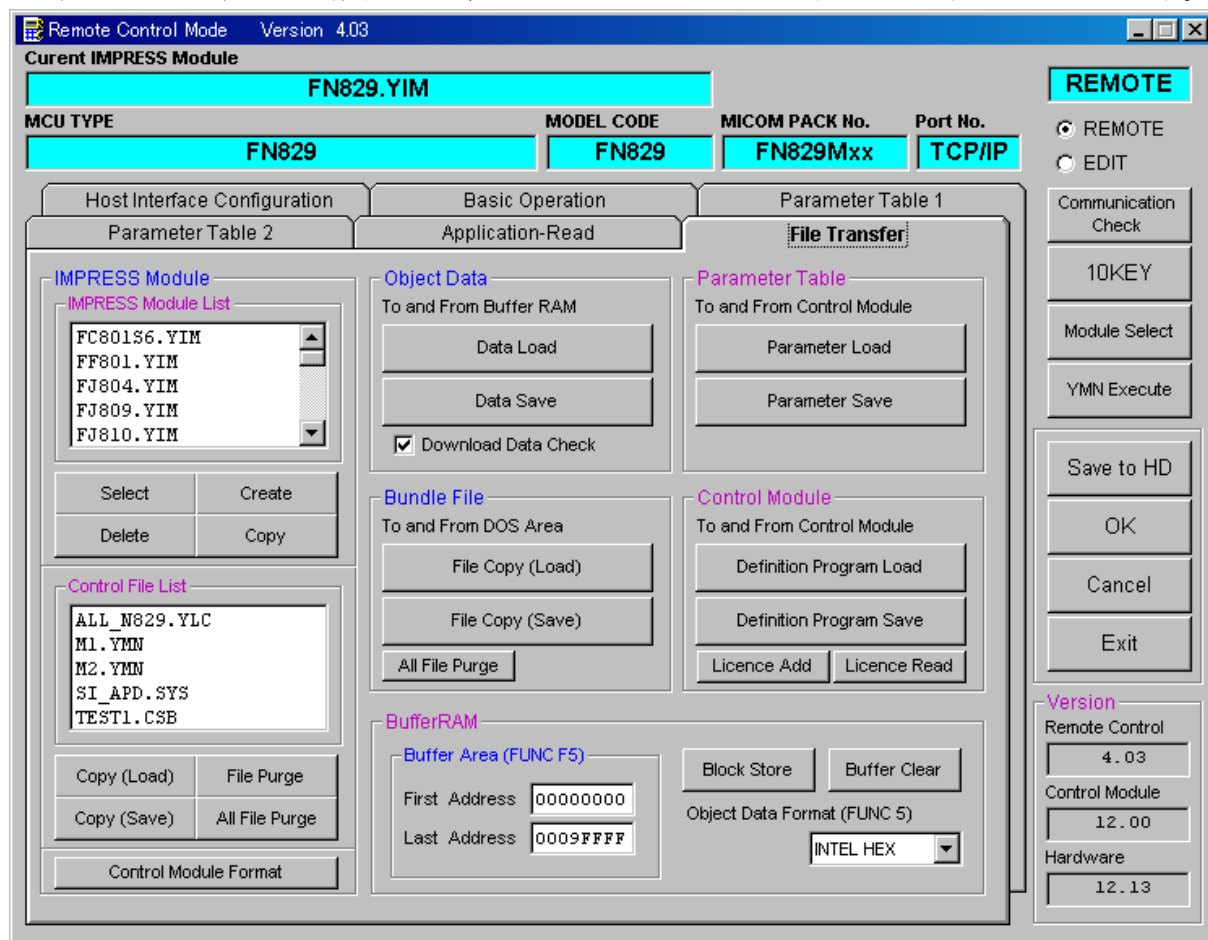 Remote Control Mode Version 4.03
Curent IMPRESS Module
FN829.YIM
REMOTE
MCU TYPE MODEL CODE MICOM PACK No. Port No.
FN829 FN829 FN829Mxx TCP/IP
REMOTE
EDIT
Host Interface Configuration Basic Operation Parameter Table 1
Parameter Table 2 Application-Read File Transfer
Communication
Check
10KEY
Module Select
YMN Execute
Save to HD
OK
Cancel
Exit
IMPRESS Module
IMPRESS Module List
FC801S6.YIM
FF801.YIM
FJ804.YIM
FJ809.YIM
FJ810.YIM
Select Create
Delete Copy
Control File List
ALL_N829.YLC
M1.YMN
M2.YMN
SI_APD.SYS
TEST1.CSB
Copy (Load) File Purge
Copy (Save) All File Purge
Control Module Format
Object Data
To and From Buffer RAM
Data Load
Data Save
Download Data Check
Parameter Table
To and From Control Module
Parameter Load
Parameter Save
Bundle File
To and From DOS Area
File Copy (Load)
File Copy (Save)
All File Purge
Control Module
To and From Control Module
Definition Program Load
Definition Program Save
Licence Add Licence Read
BufferRAM
Buffer Area (FUNC F5)
First Address 00000000
Last Address 0009FFFF
Block Store Buffer Clear
Object Data Format (FUNC 5)
INTEL HEX
Version
Remote Control
4.03
Control Module
12.00
Hardware
12.13